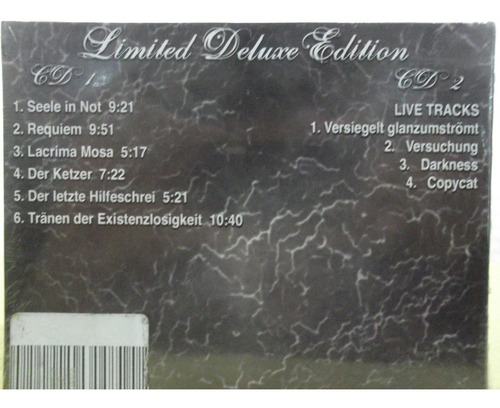 Limited Deluxe Edition
CD 1
1. Seele in Not 9:21
2. Requiem 9:51
3. Lacrima Mosa 5:17
4. Der Ketzer 7:22
5. Der letzte Hilfeschrei 5:21
6. Tränen der Existenzlosigkeit 10:40
CD 2
LIVE TRACKS
1. Versiegelt glanzumströmt
2. Versuchung
3. Darkness
4. Copycat